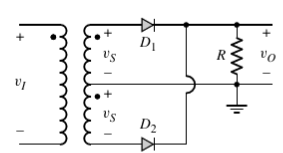 + + +
v_S D_1
v_I R v_O
− −
+
v_S D_2
− −